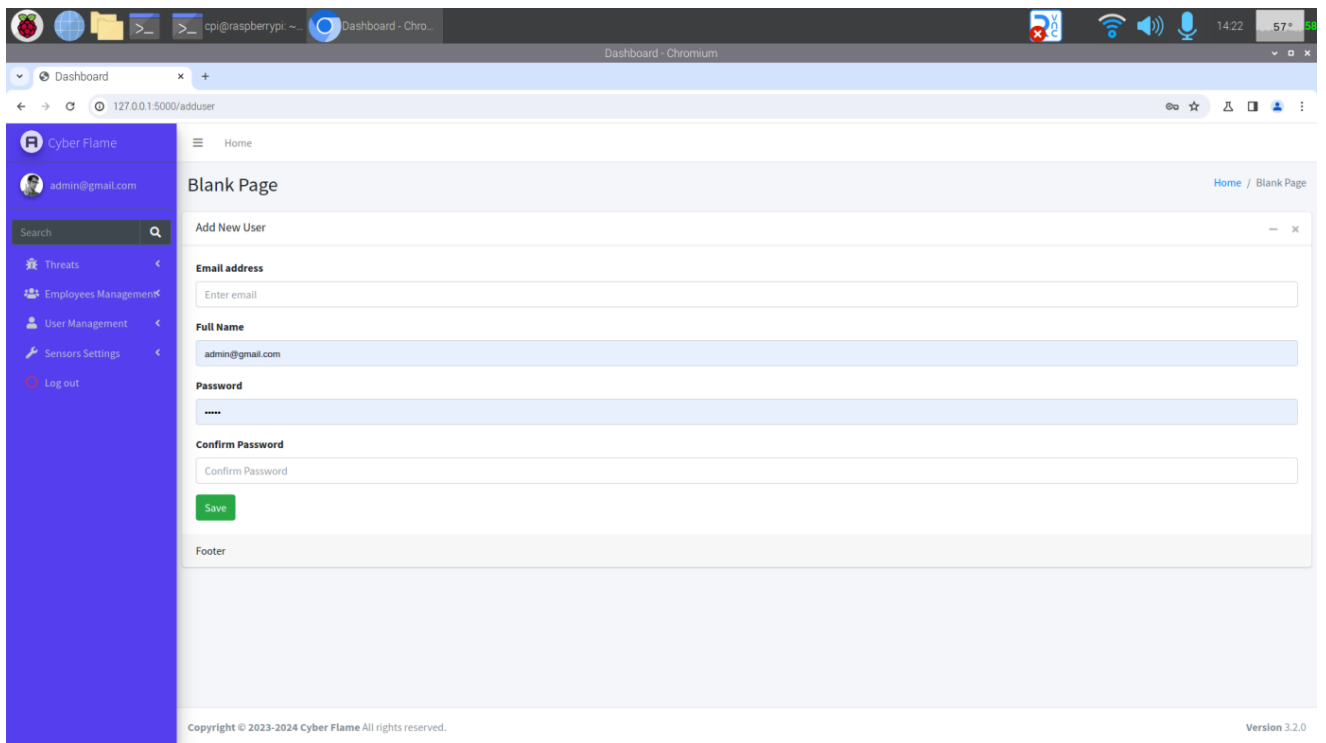 cpi@raspberrypi: ~... Dashboard - Chro... 14:22 57° 58
Dashboard - Chromium
Dashboard
127.0.0.1:5000/adduser
Cyber Flame
Home
admin@gmail.com
Blank Page
Home / Blank Page
Search
Add New User
Threats
Employees Management
User Management
Sensors Settings
Log out
Email address
Enter email
Full Name
admin@gmail.com
Password
•••••
Confirm Password
Confirm Password
Save
Footer
Copyright © 2023-2024 Cyber Flame All rights reserved.
Version 3.2.0